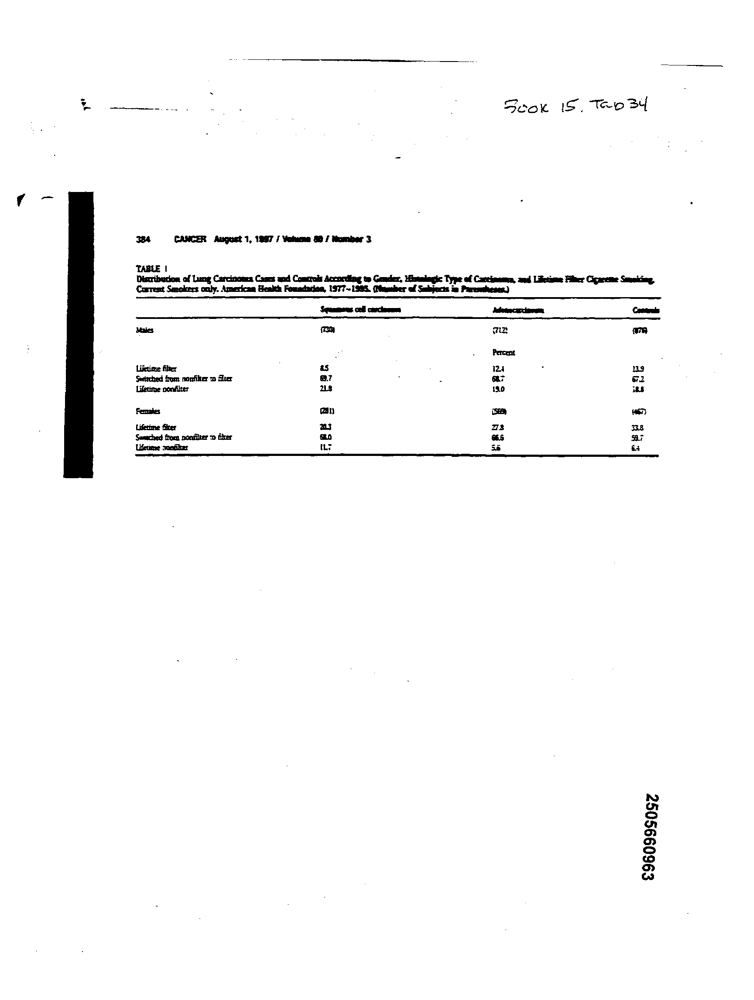 Book 15. Tab 34
384 CANCER August 1, 1997 / Volume 80 / Number 3
TABLE 1
Distribution of Lung Carcinoma Cases and Controls According to Gender, Histologic Type of Carcinoma, and Lifetime Filter Cigarette Smoking,
Current Smokers only. American Health Foundation, 1977–1995. (Number of Subjects in Parentheses.)
Squamous cell carcinoma Adenocarcinoma Controls
Males (712)
Percent
Lifetime filter 8.5 12.4 13.9
Switched from nonfilter to filter 69.7 68.7 67.2
Lifetime nonfilter 21.8 19.0 18.8
Females (281) (569) (467)
Lifetime filter 20.3 27.8 33.8
Switched from nonfilter to filter 68.0 66.6 59.7
Lifetime nonfilter 11.7 5.6 6.4
2505660963